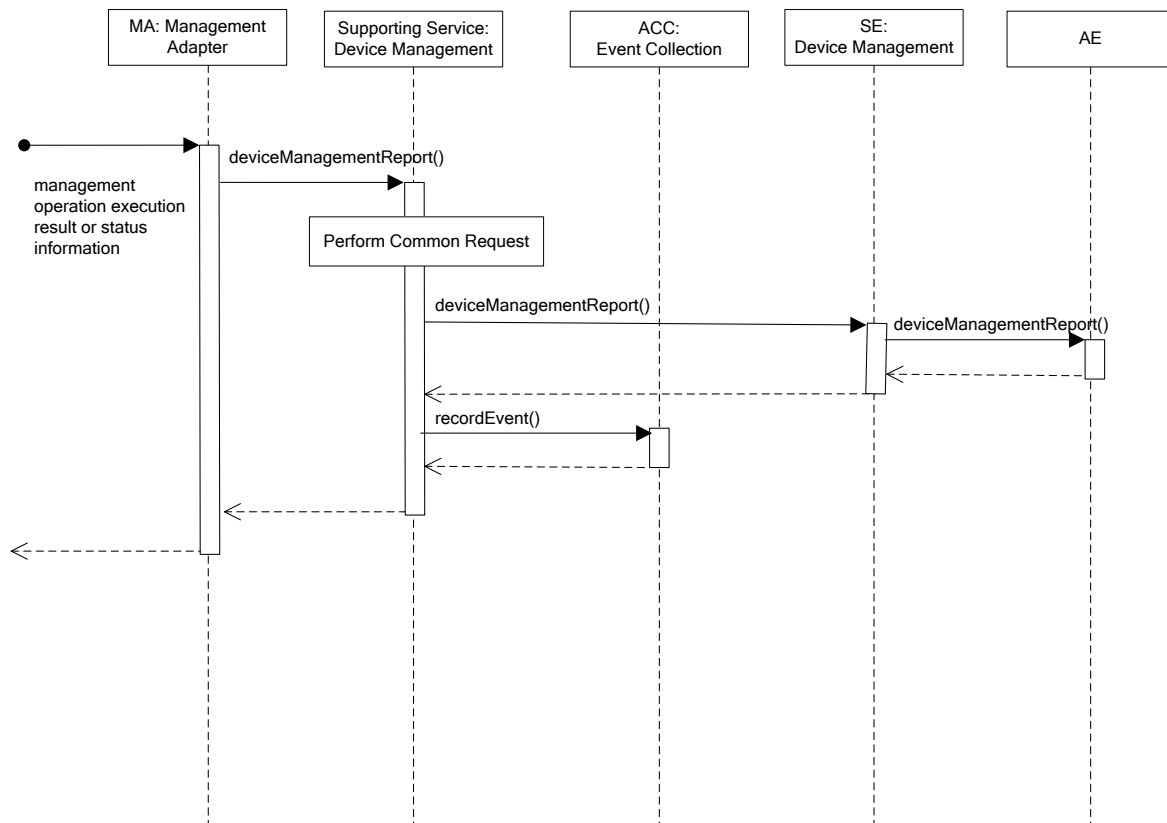 MA: Management
Adapter
Supporting Service:
Device Management
ACC:
Event Collection
SE:
Device Management
AE
deviceManagementReport()
management
operation execution
result or status
information
Perform Common Request
deviceManagementReport()
deviceManagementReport()
recordEvent()